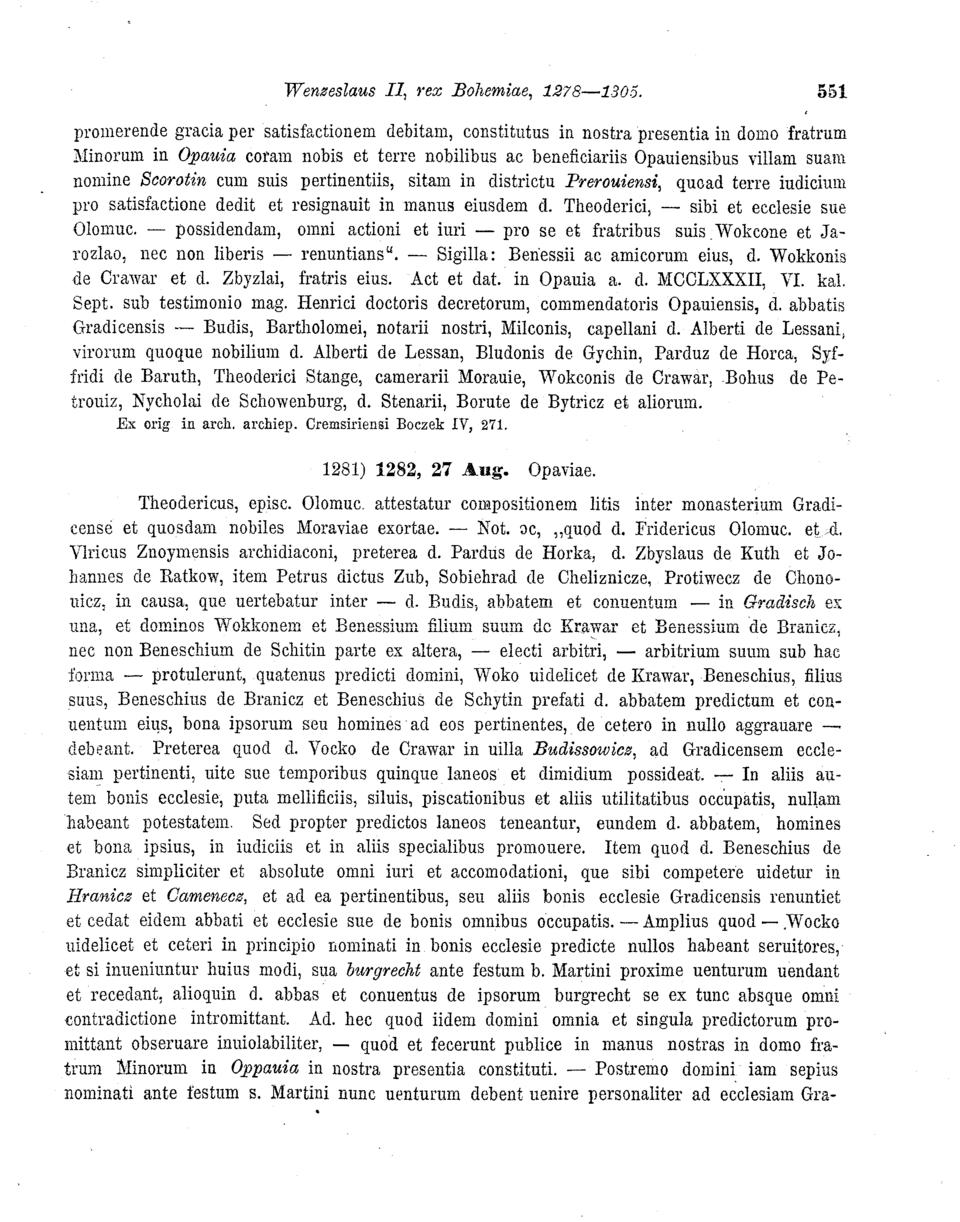 Wenzeslaus II, rex Bohemiae, 1278—1305. 551
promerende gracia per satisfactionem debitam, constitutus in nostra presentia in domo fratrum
Minorum in Opauia coram nobis et terre nobilibus ac beneficiariis Opauiensibus villam suam
nomine Scorotin cum suis pertinentiis, sitam in districtu Prerouiensi, quoad terre iudicium
pro satisfactione dedit et resignauit in manus eiusdem d. Theoderici, — sibi et ecclesie sue
Olomuc. — possidendam, omni actioni et iuri — pro se et fratribus suis Wokcone et Ja-
rozlao, nec non liberis — renuntians“. — Sigilla: Benessii ac amicorum eius, d. Wokkonis
de Crawar et d. Zbyzlai, fratris eius. Act et dat. in Opauia a. d. MCCLXXXII, VI. kal.
Sept. sub testimonio mag. Henrici doctoris decretorum, commendatoris Opauiensis, d. abbatis
Gradicensis — Budis, Bartholomei, notarii nostri, Milconis, capellani d. Alberti de Lessani,
virorum quoque nobilium d. Alberti de Lessan, Bludonis de Gychin, Parduz de Horca, Syf-
fridi de Baruth, Theoderici Stange, camerarii Morauie, Wokconis de Crawar, Bohus de Pe-
trouiz, Nycholai de Schowenburg, d. Stenarii, Borute de Bytricz et aliorum.
Ex orig in arch. archiep. Cremsiriensi Boczek IV, 271.
1281) 1282, 27 Aug. Opaviae.
Theodericus, episc. Olomuc. attestatur compositionem litis inter monasterium Gradi-
cense et quosdam nobiles Moraviae exortae. — Not. oc, „quod d. Fridericus Olomuc. et d.
Vlricus Znoymensis archidiaconi, preterea d. Pardus de Horka, d. Zbyslaus de Kuth et Jo-
hannes de Ratkow, item Petrus dictus Zub, Sobiehrad de Cheliznicze, Protiwecz de Chono-
uicz, in causa, que uertebatur inter — d. Budis, abbatem et conuentum — in Gradisch ex
una, et dominos Wokkonem et Benessium filium suum de Krawar et Benessium de Branicz,
nec non Beneschium de Schitin parte ex altera, — electi arbitri, — arbitrium suum sub hac
forma — protulerunt, quatenus predicti domini, Woko uidelicet de Krawar, Beneschius, filius
suus, Beneschius de Branicz et Beneschius de Schytin prefati d. abbatem predictum et con-
uentum eius, bona ipsorum seu homines ad eos pertinentes, de cetero in nullo aggrauare —
debeant. Preterea quod d. Vocko de Crawar in uilla Budissowicz, ad Gradicensem eccle-
siam pertinenti, uite sue temporibus quinque laneos et dimidium possideat. — In aliis au-
tem bonis ecclesie, puta mellificiis, siluis, piscationibus et aliis utilitatibus occupatis, nullam
habeant potestatem. Sed propter predictos laneos teneantur, eundem d. abbatem, homines
et bona ipsius, in iudiciis et in aliis specialibus promouere. Item quod d. Beneschius de
Branicz simpliciter et absolute omni iuri et accomodationi, que sibi competere uidetur in
Hranicz et Camenecz, et ad ea pertinentibus, seu aliis bonis ecclesie Gradicensis renuntiet
et cedat eidem abbati et ecclesie sue de bonis omnibus occupatis. — Amplius quod — Wocko
uidelicet et ceteri in principio nominati in bonis ecclesie predicte nullos habeant seruitores,
et si inueniuntur huius modi, sua burgrecht ante festum b. Martini proxime uenturum uendant
et recedant, alioquin d. abbas et conuentus de ipsorum burgrecht se ex tunc absque omni
contradictione intromittant. Ad. hec quod iidem domini omnia et singula predictorum pro-
mittant obseruare inuiolabiliter, — quod et fecerunt publice in manus nostras in domo fra-
trum Minorum in Oppauia in nostra presentia constituti. — Postremo domini iam sepius
nominati ante festum s. Martini nunc uenturum debent uenire personaliter ad ecclesiam Gra-